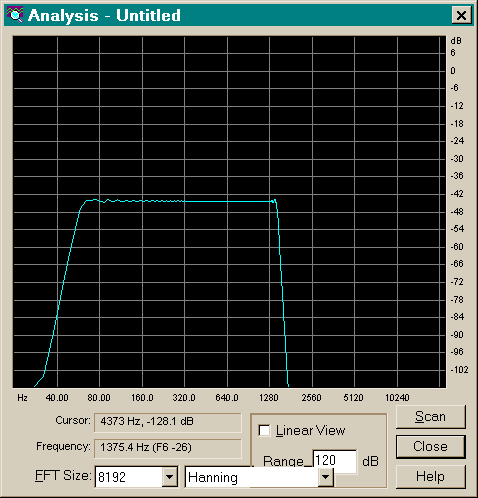 Analysis - Untitled
dB
6
0
-6
-12
-18
-24
-30
-36
-42
-48
-54
-60
-66
-72
-78
-84
-90
-96
-102
Hz 40.00 80.00 160.0 320.0 640.0 1280 2560 5120 10240
Cursor: 4373 Hz, -128.1 dB
Frequency: 1375.4 Hz (F6 -26)
FFT Size: 8192 Hanning
Linear View
Range 120 dB
Scan
Close
Help